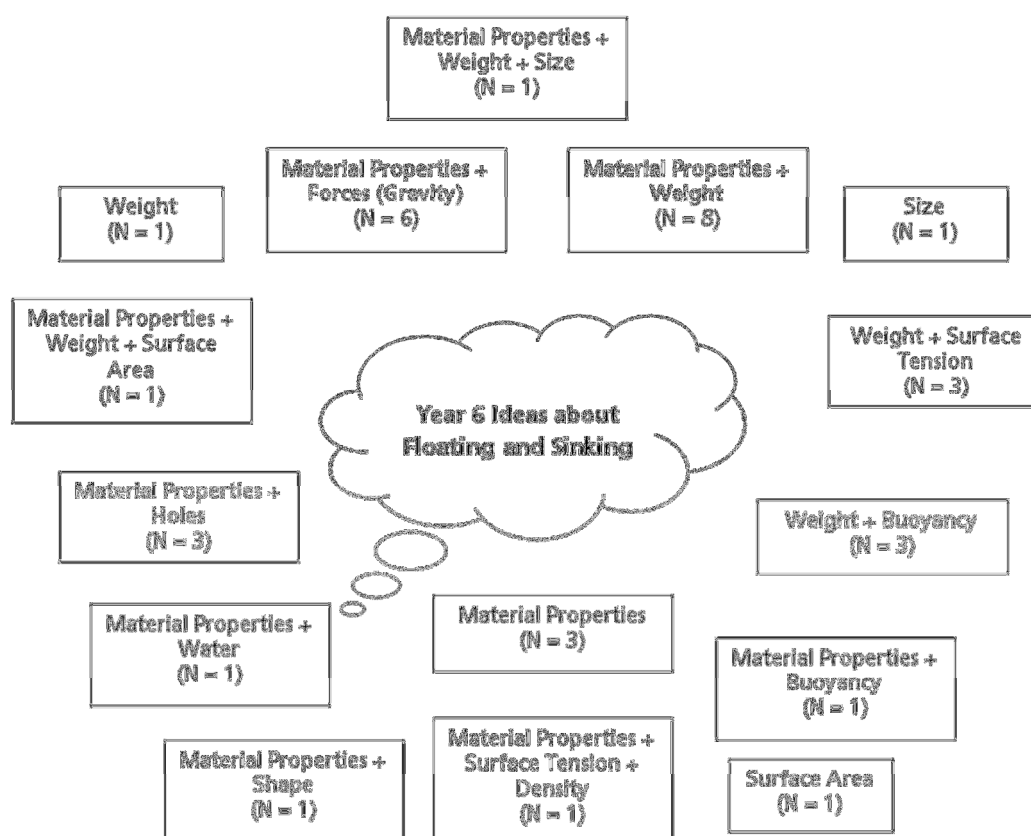 Material Properties +
Weight + Size
(N = 1)
Material Properties +
Forces (Gravity)
(N = 6)
Material Properties +
Weight
(N = 8)
Weight
(N = 1)
Size
(N = 1)
Material Properties +
Weight + Surface
Area
(N = 1)
Weight + Surface
Tension
(N = 3)
Year 6 Ideas about
Floating and Sinking
Material Properties +
Holes
(N = 3)
Weight + Buoyancy
(N = 3)
Material Properties +
Water
(N = 1)
Material Properties
(N = 3)
Material Properties +
Buoyancy
(N = 1)
Material Properties +
Shape
(N = 1)
Material Properties +
Surface Tension +
Density
(N = 1)
Surface Area
(N = 1)